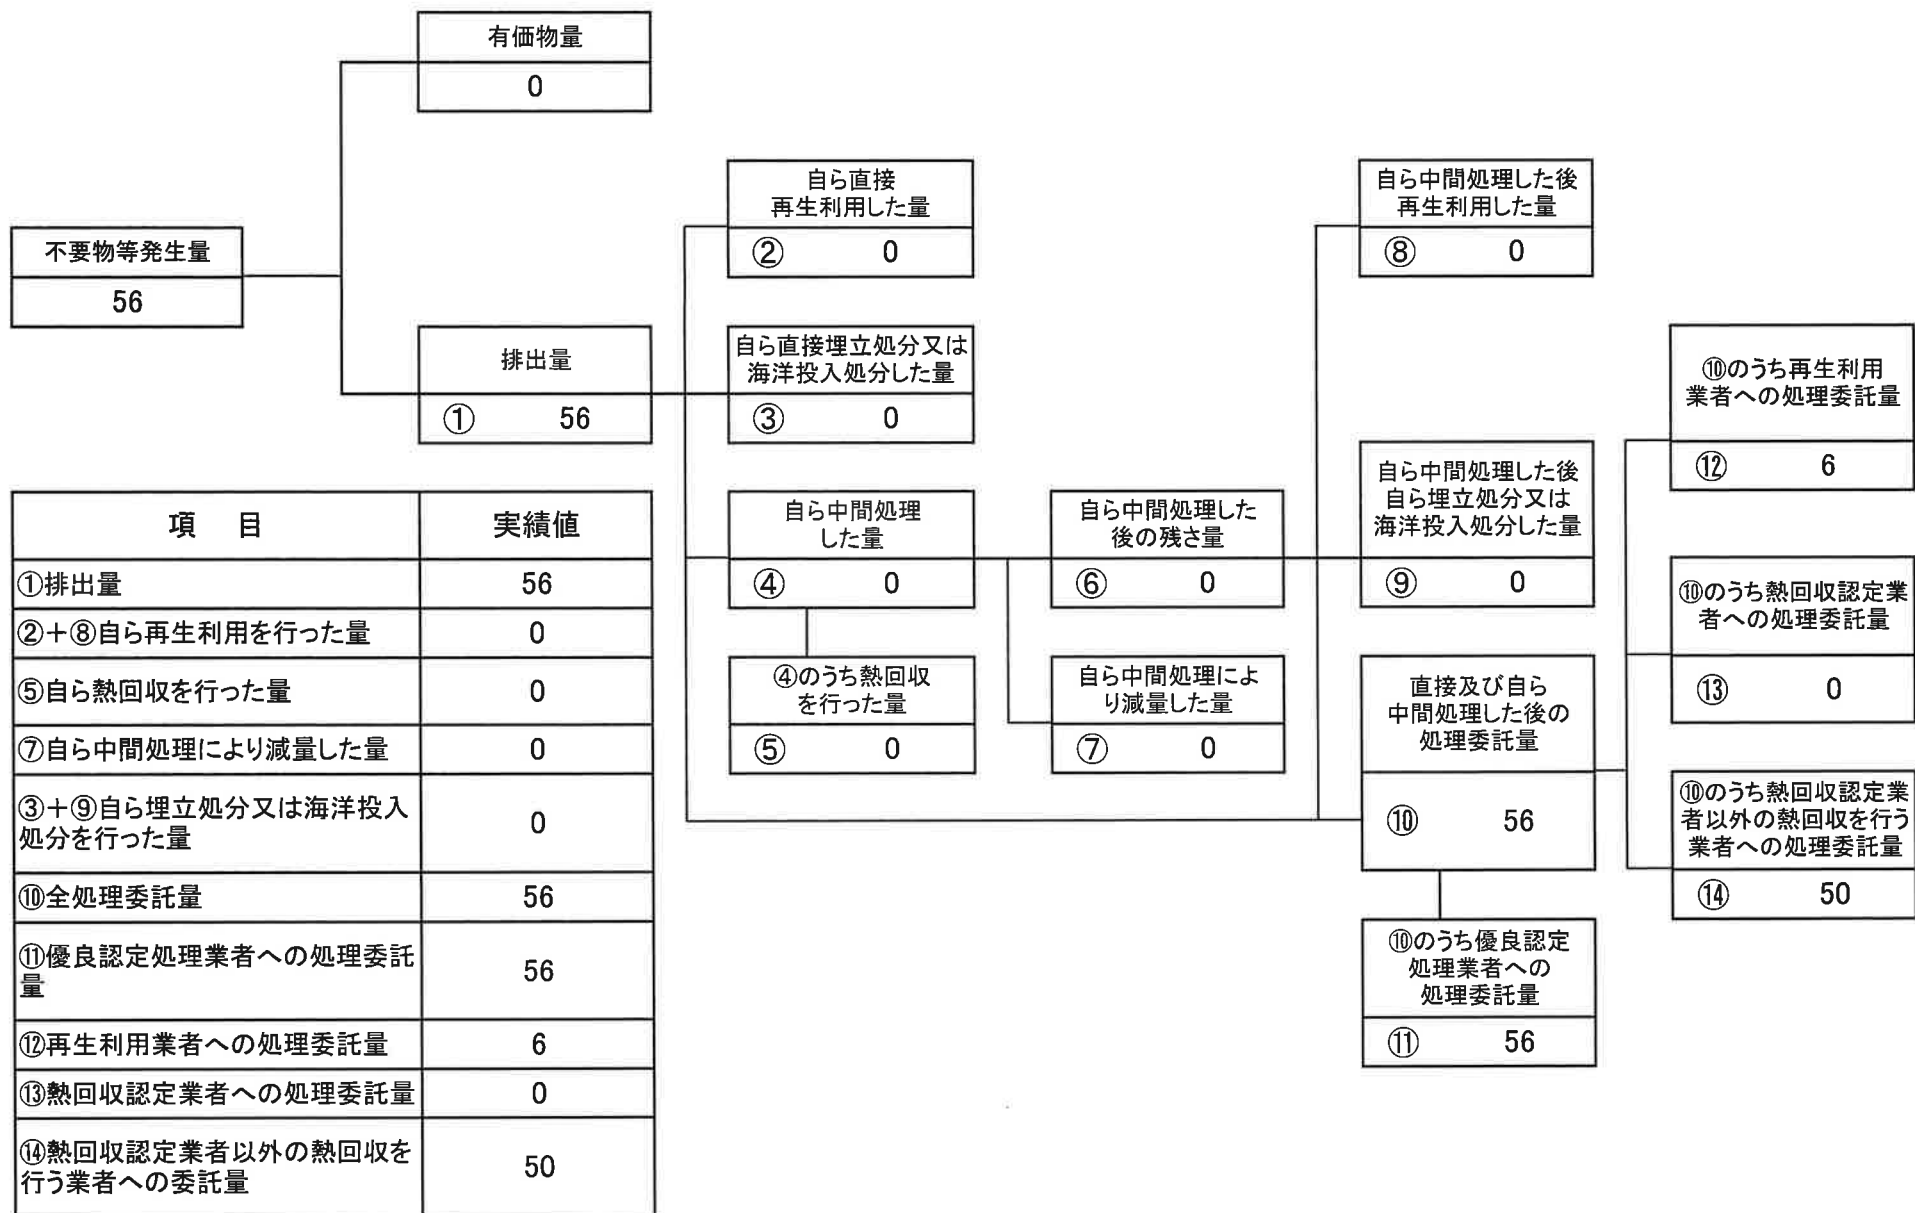 有価物量
0
不要物等発生量
56
排出量
① 56
自ら直接
再生利用した量
② 0
自ら直接埋立処分又は
海洋投入処分した量
③ 0
自ら中間処理
した量
④ 0
④のうち熱回収
を行った量
⑤ 0
自ら中間処理した
後の残さ量
⑥ 0
自ら中間処理によ
り減量した量
⑦ 0
自ら中間処理した後
再生利用した量
⑧ 0
自ら中間処理した後
自ら埋立処分又は
海洋投入処分した量
⑨ 0
直接及び自ら
中間処理した後の
処理委託量
⑩ 56
⑩のうち優良認定
処理業者への
処理委託量
⑪ 56
⑩のうち再生利用
業者への処理委託量
⑫ 6
⑩のうち熱回収認定業
者への処理委託量
⑬ 0
⑩のうち熱回収認定業
者以外の熱回収を行う
業者への処理委託量
⑭ 50
項 目 実績値
①排出量 56
②+⑧自ら再生利用を行った量 0
⑤自ら熱回収を行った量 0
⑦自ら中間処理により減量した量 0
③+⑨自ら埋立処分又は海洋投入
処分を行った量 0
⑩全処理委託量 56
⑪優良認定処理業者への処理委託
量 56
⑫再生利用業者への処理委託量 6
⑬熱回収認定業者への処理委託量 0
⑭熱回収認定業者以外の熱回収を
行う業者への委託量 50